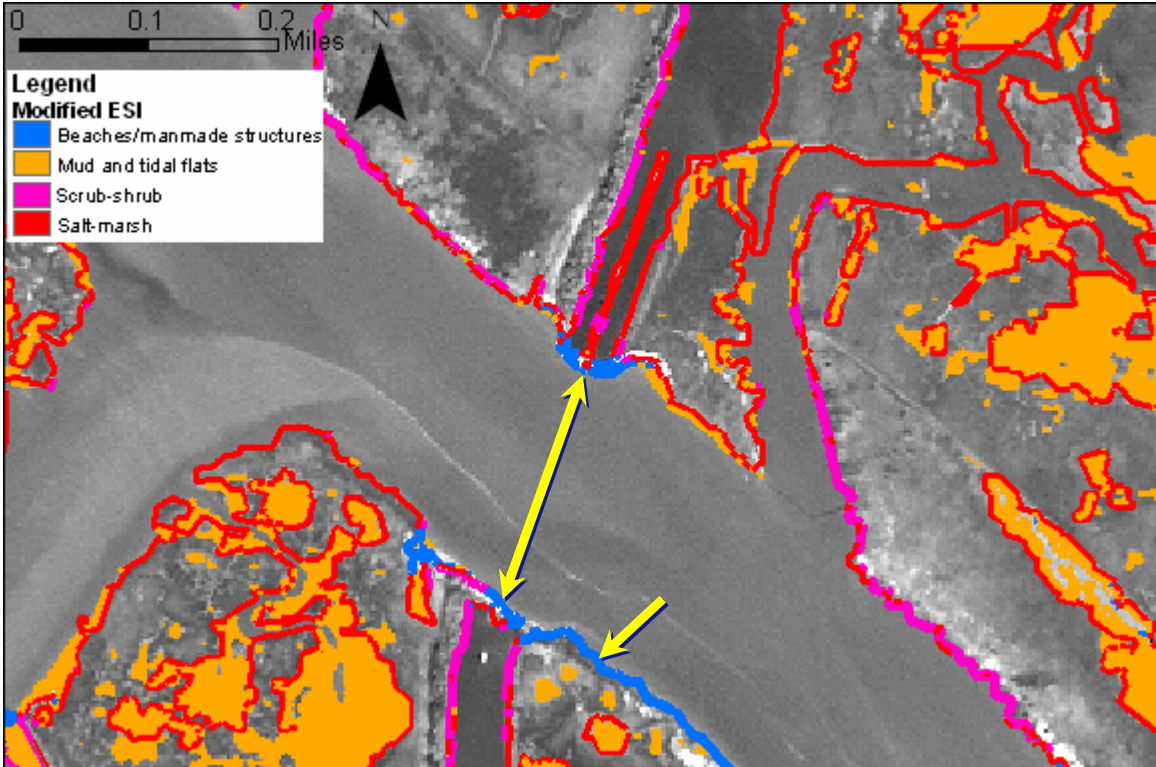 0 0.1 0.2
Miles
N
Legend
Modified ESI
Beaches/manmade structures
Mud and tidal flats
Scrub-shrub
Salt-marsh